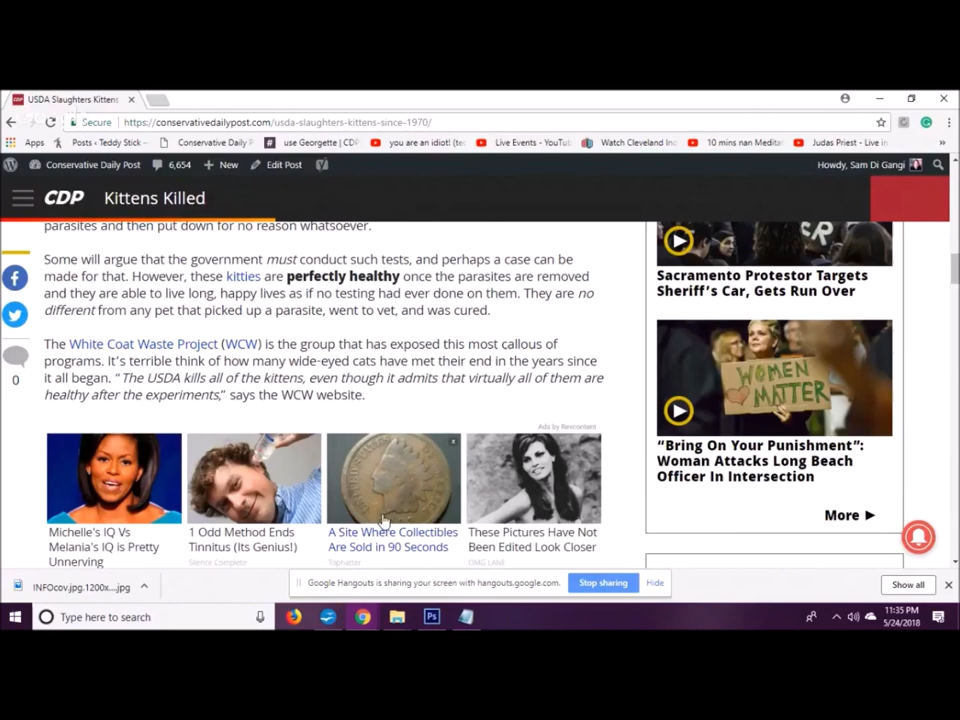 CDP USDA Slaughters Kittens
Secure https://conservativedailypost.com/usda-slaughters-kittens-since-1970/
Apps Posts ‹ Teddy Stick — Conservative Daily P use Georgette | CDP you are an idiot! (tec Live Events - YouTu Watch Cleveland Inc 10 mins nan Meditat Judas Priest - Live in »
Conservative Daily Post 6,654 + New Edit Post Howdy, Sam Di Gangi
CDP Kittens Killed
parasites and then put down for no reason whatsoever.
Some will argue that the government must conduct such tests, and perhaps a case can be
made for that. However, these kitties are perfectly healthy once the parasites are removed
and they are able to live long, happy lives as if no testing had ever done on them. They are no
different from any pet that picked up a parasite, went to vet, and was cured.
The White Coat Waste Project (WCW) is the group that has exposed this most callous of
programs. It's terrible think of how many wide-eyed cats have met their end in the years since
it all began. "The USDA kills all of the kittens, even though it admits that virtually all of them are
healthy after the experiments," says the WCW website.
0
Ads by Revcontent
Michelle's IQ Vs
Melania's IQ is Pretty
Unnerving
1 Odd Method Ends
Tinnitus (Its Genius!)
Silence Complete
A Site Where Collectibles
Are Sold in 90 Seconds
Tophatter
These Pictures Have Not
Been Edited Look Closer
OMG LANE
Sacramento Protestor Targets
Sheriff's Car, Gets Run Over
WOMEN
MATTER
"Bring On Your Punishment":
Woman Attacks Long Beach
Officer In Intersection
More ►
INFOcov.jpg.1200x....jpg
Google Hangouts is sharing your screen with hangouts.google.com. Stop sharing Hide
Show all
Type here to search
Ps
11:35 PM
5/24/2018